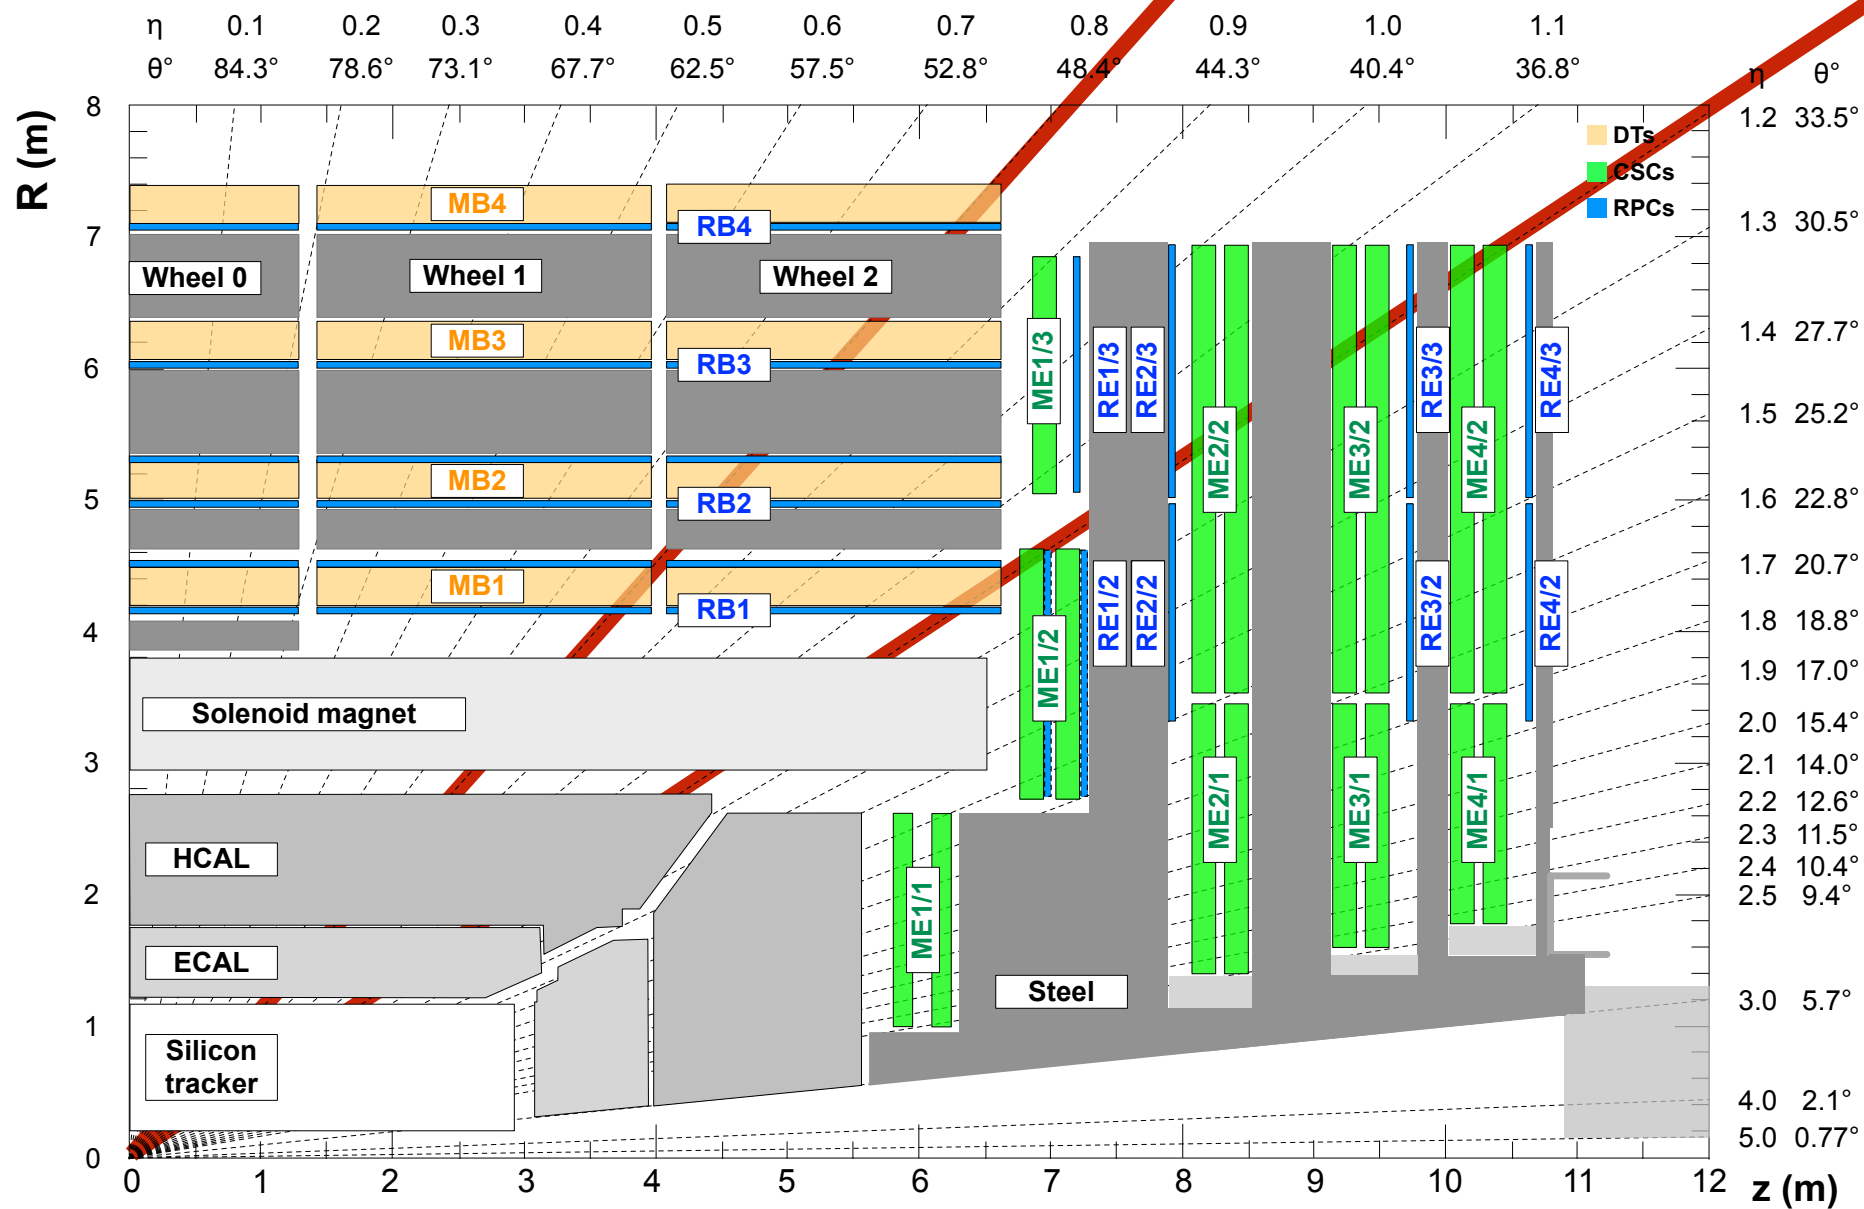 η 0.1 0.2 0.3 0.4 0.5 0.6 0.7 0.8 0.9 1.0 1.1
θ° 84.3° 78.6° 73.1° 67.7° 62.5° 57.5° 52.8° 48.4° 44.3° 40.4° 36.8°
η θ°
R (m)
8
7
6
5
4
3
2
1
0
1.2 33.5°
1.3 30.5°
1.4 27.7°
1.5 25.2°
1.6 22.8°
1.7 20.7°
1.8 18.8°
1.9 17.0°
2.0 15.4°
2.1 14.0°
2.2 12.6°
2.3 11.5°
2.4 10.4°
2.5 9.4°
3.0 5.7°
4.0 2.1°
5.0 0.77°
DTs
CSCs
RPCs
MB4
RB4
Wheel 0
Wheel 1
Wheel 2
MB3
RB3
MB2
RB2
MB1
RB1
Solenoid magnet
HCAL
ECAL
Silicon
tracker
Steel
ME1/3
RE1/3
RE2/3
ME2/2
ME3/2
RE3/3
ME4/2
RE4/3
ME1/2
RE1/2
RE2/2
RE3/2
RE4/2
ME1/1
ME2/1
ME3/1
ME4/1
0 1 2 3 4 5 6 7 8 9 10 11 12
z (m)